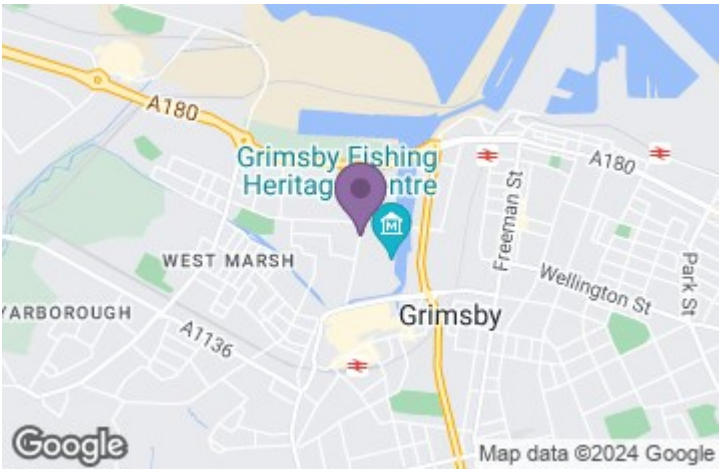 A180
Grimsby Fishing
Heritage Centre
A180
Freeman St
M
WEST MARSH
Wellington St
Park St
YARBOROUGH
A1136
Grimsby
Google
Map data ©2024 Google